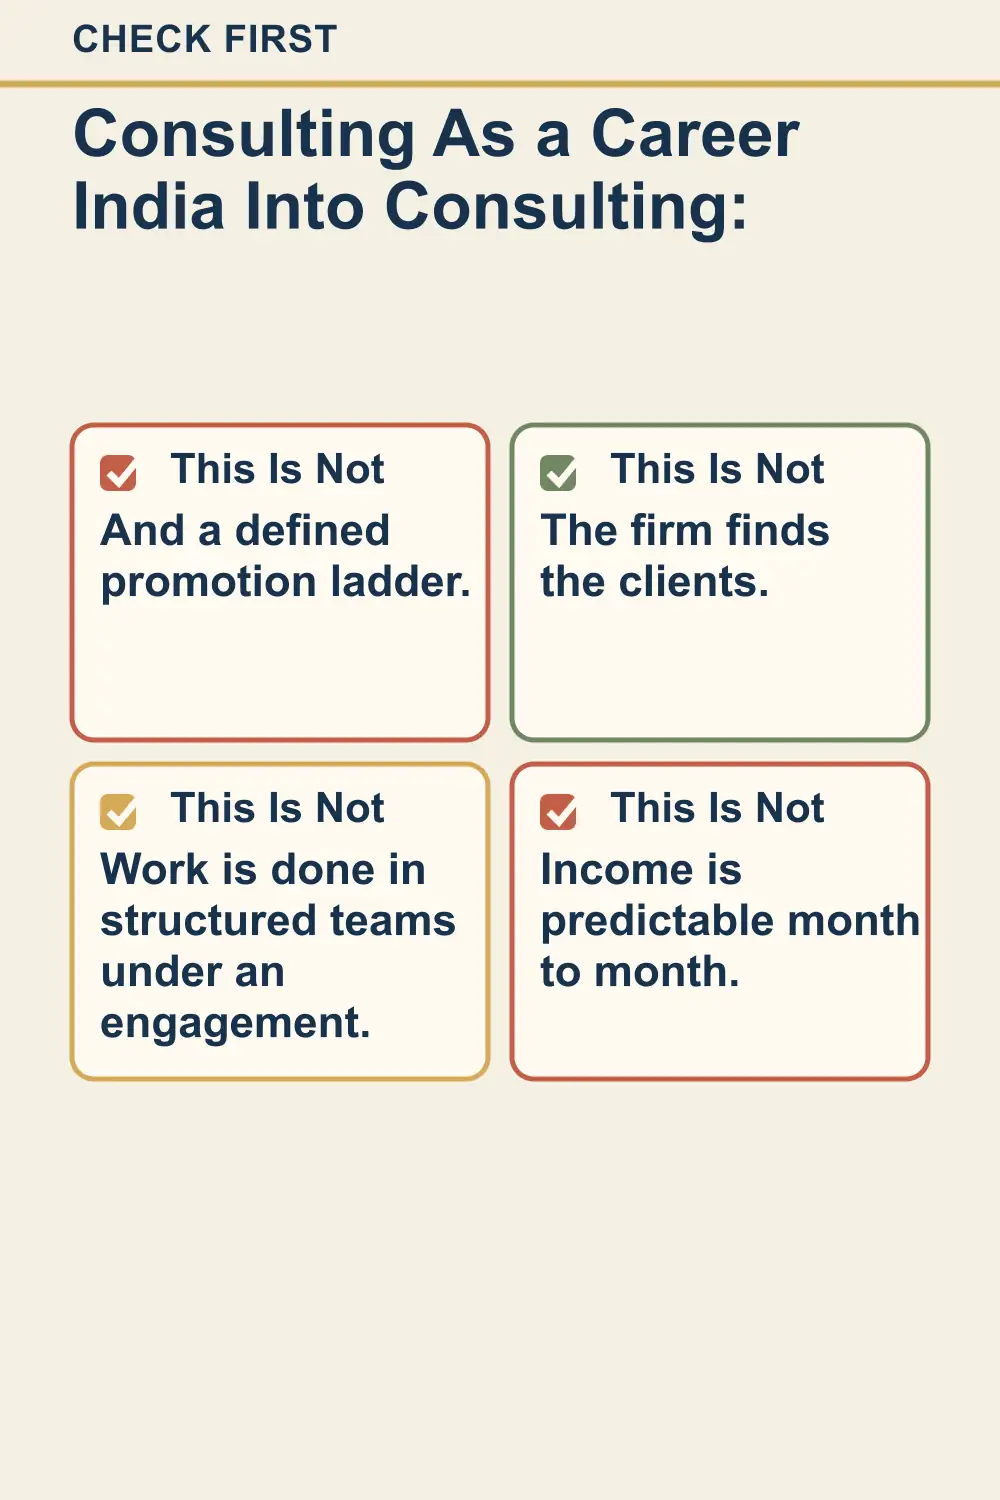 CHECK FIRST
Consulting As a Career
India Into Consulting:
This Is Not
And a defined
promotion ladder.
This Is Not
The firm finds
the clients.
This Is Not
Work is done in
structured teams
under an
engagement.
This Is Not
Income is
predictable month
to month.